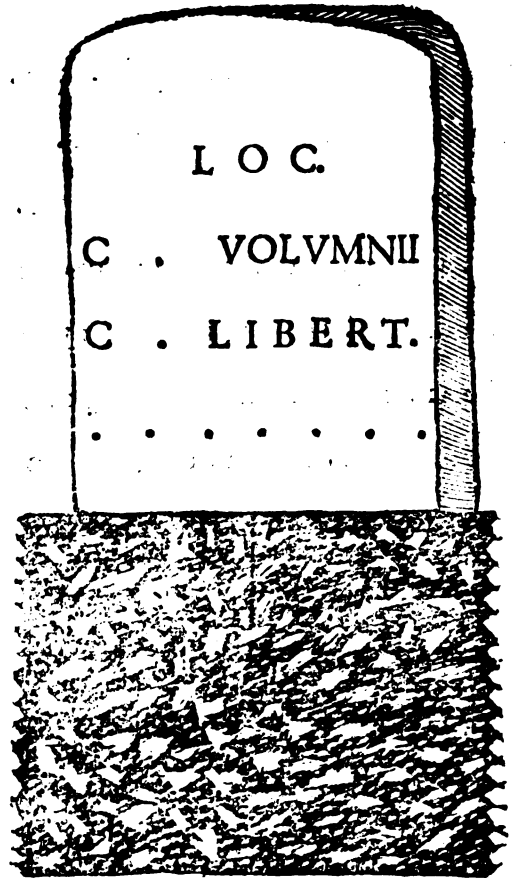 LOC.
C . VOLVMNII
C . LIBERT.
. . . . . . .